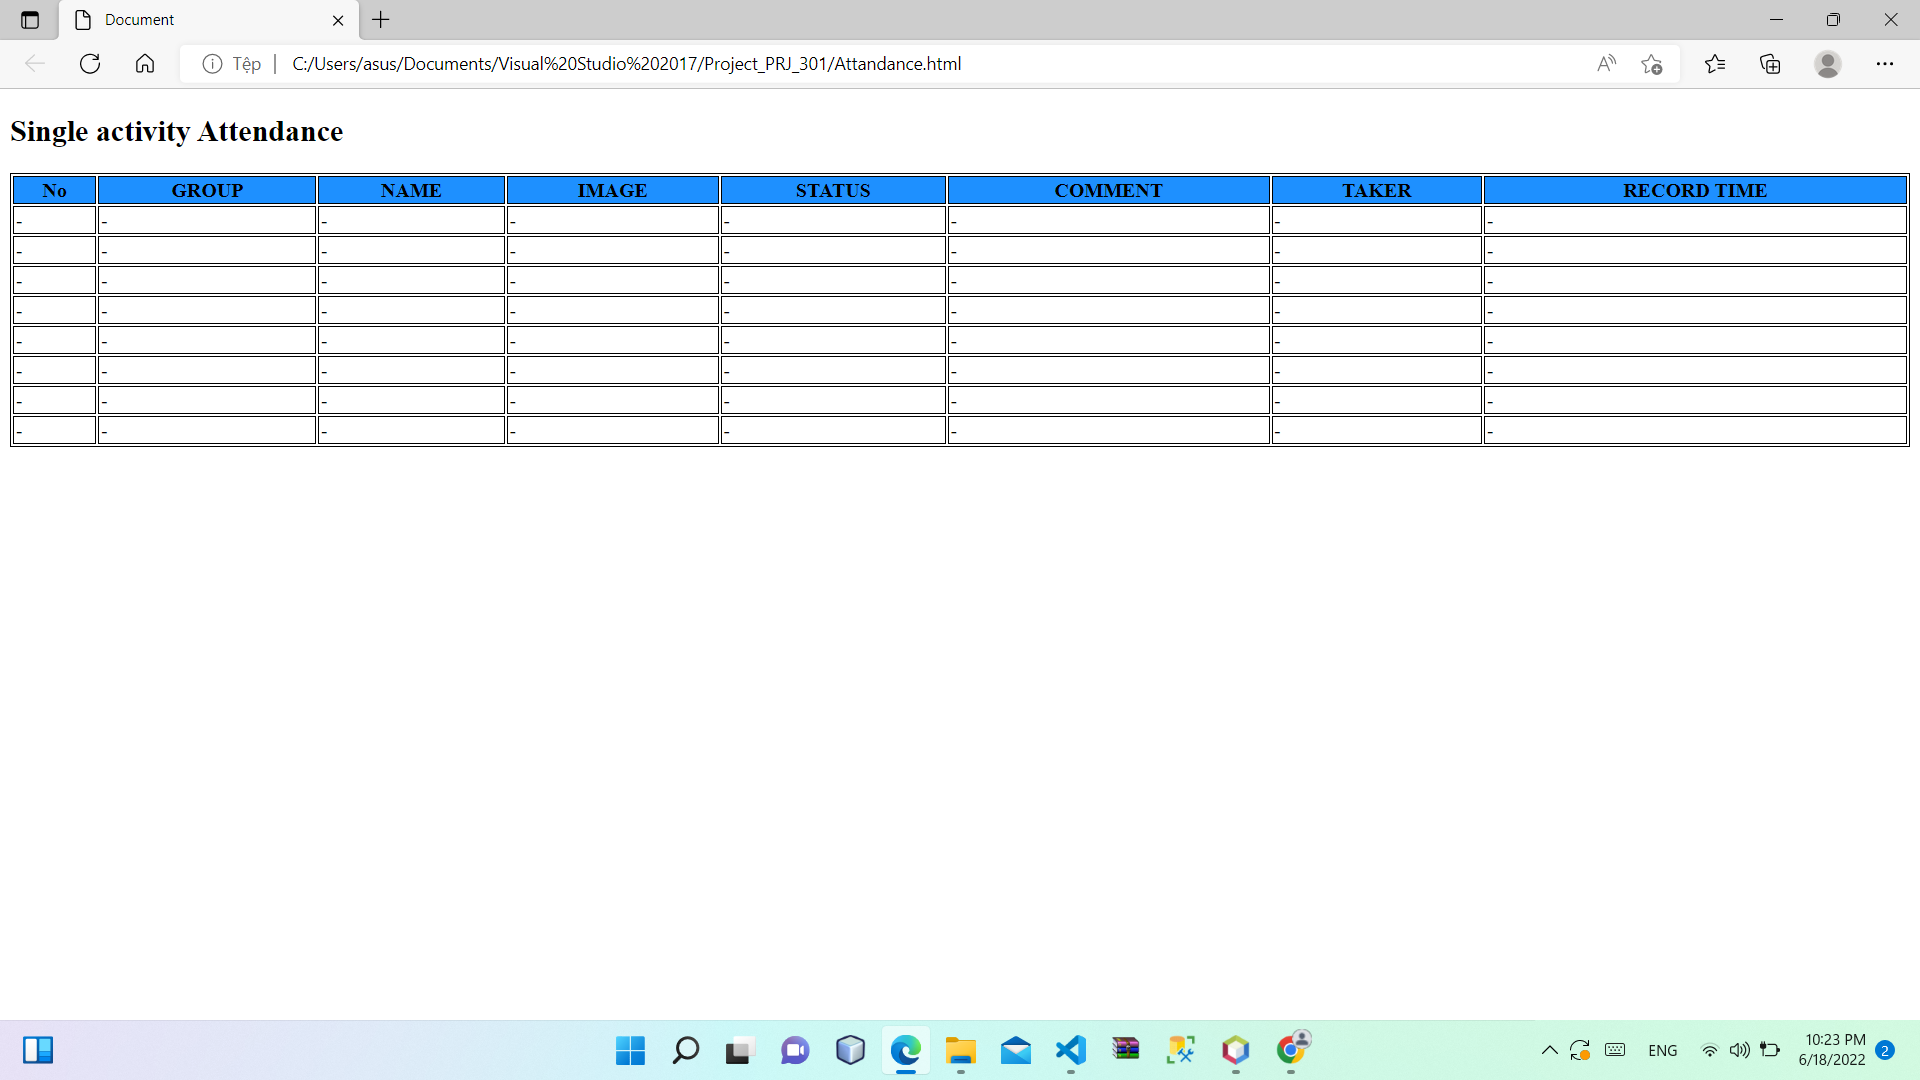 Document
Tệp
C:/Users/asus/Documents/Visual%20Studio%202017/Project_PRJ_301/Attandance.html
Single activity Attendance
No GROUP NAME IMAGE STATUS COMMENT TAKER RECORD TIME
- - - - - - - -
- - - - - - - -
- - - - - - - -
- - - - - - - -
- - - - - - - -
- - - - - - - -
- - - - - - - -
- - - - - - - -
ENG
10:23 PM
6/18/2022
2